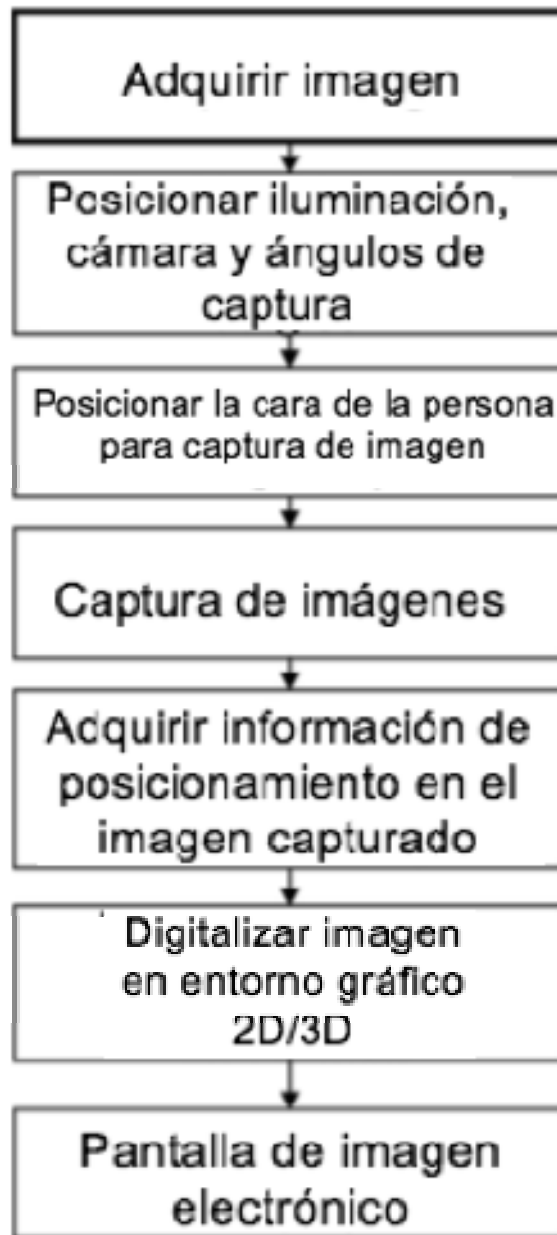 Adquirir imagen
Posicionar iluminación,
cámara y ángulos de
captura
Posicionar la cara de la persona
para captura de imagen
Captura de imágenes
Adquirir información de
posicionamiento en el
imagen capturado
Digitalizar imagen
en entorno gráfico
2D/3D
Pantalla de imagen
electrónico